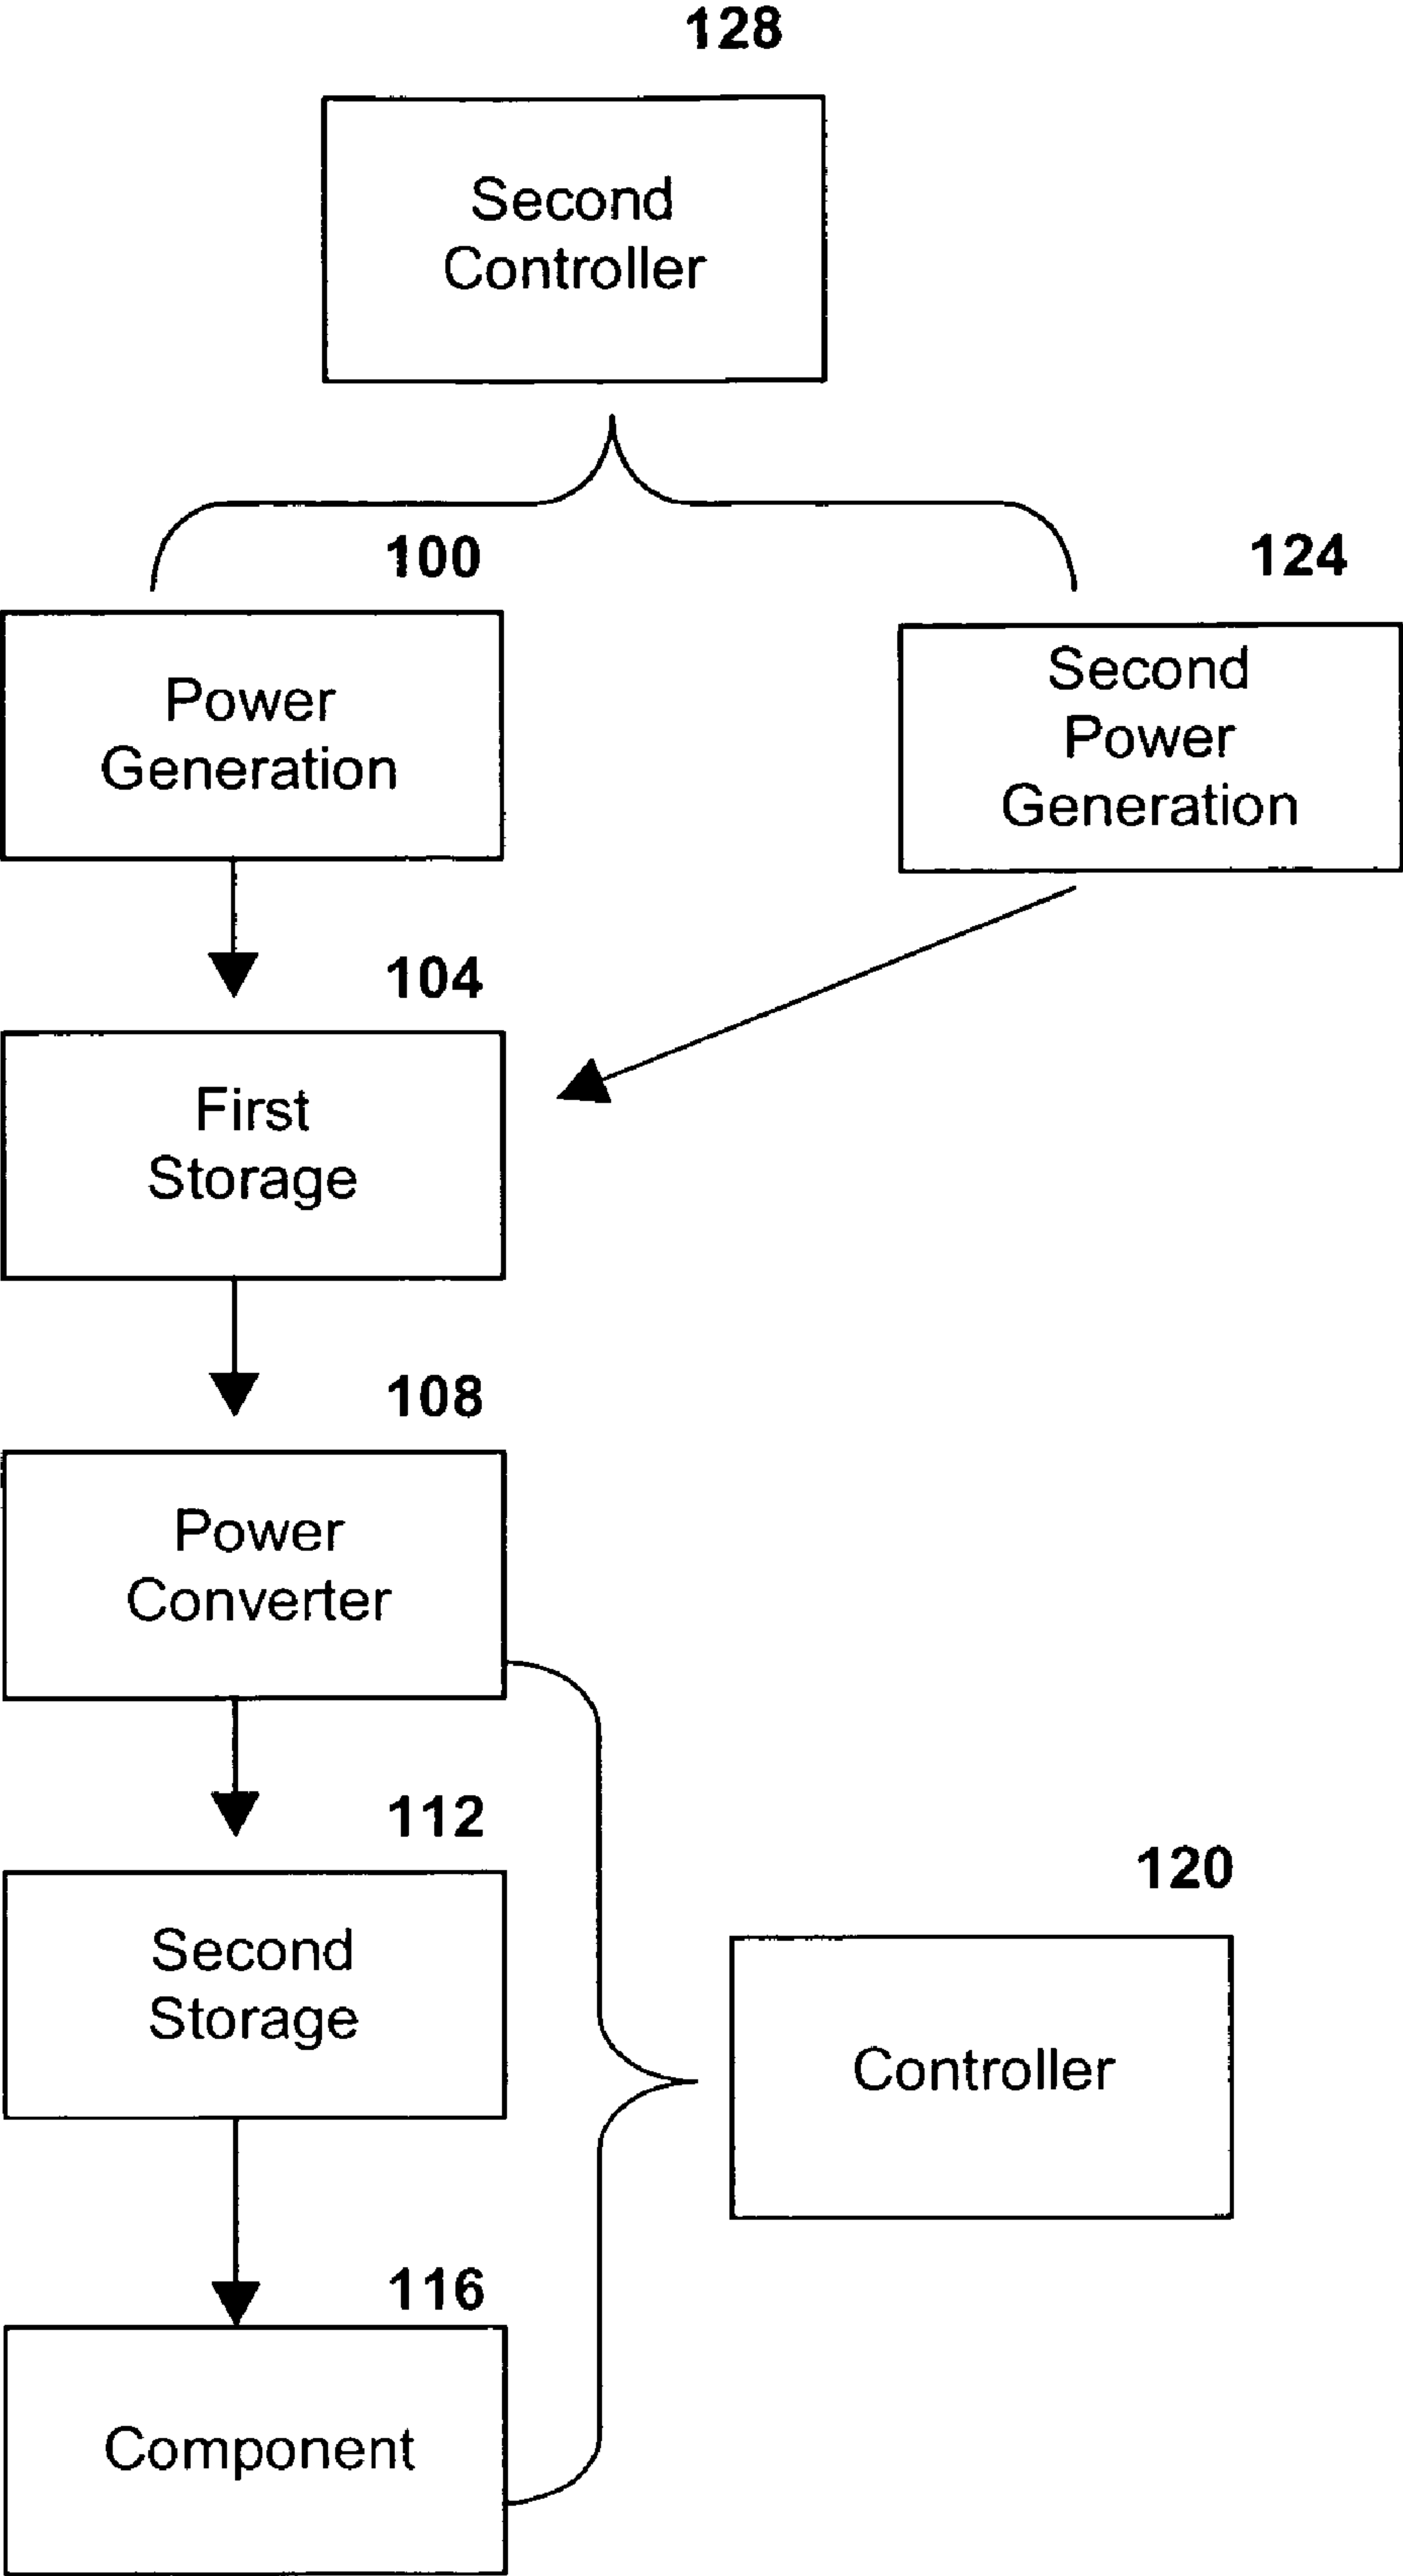 128
Second
Controller
100
Power
Generation
124
Second
Power
Generation
104
First
Storage
108
Power
Converter
112
Second
Storage
120
Controller
116
Component